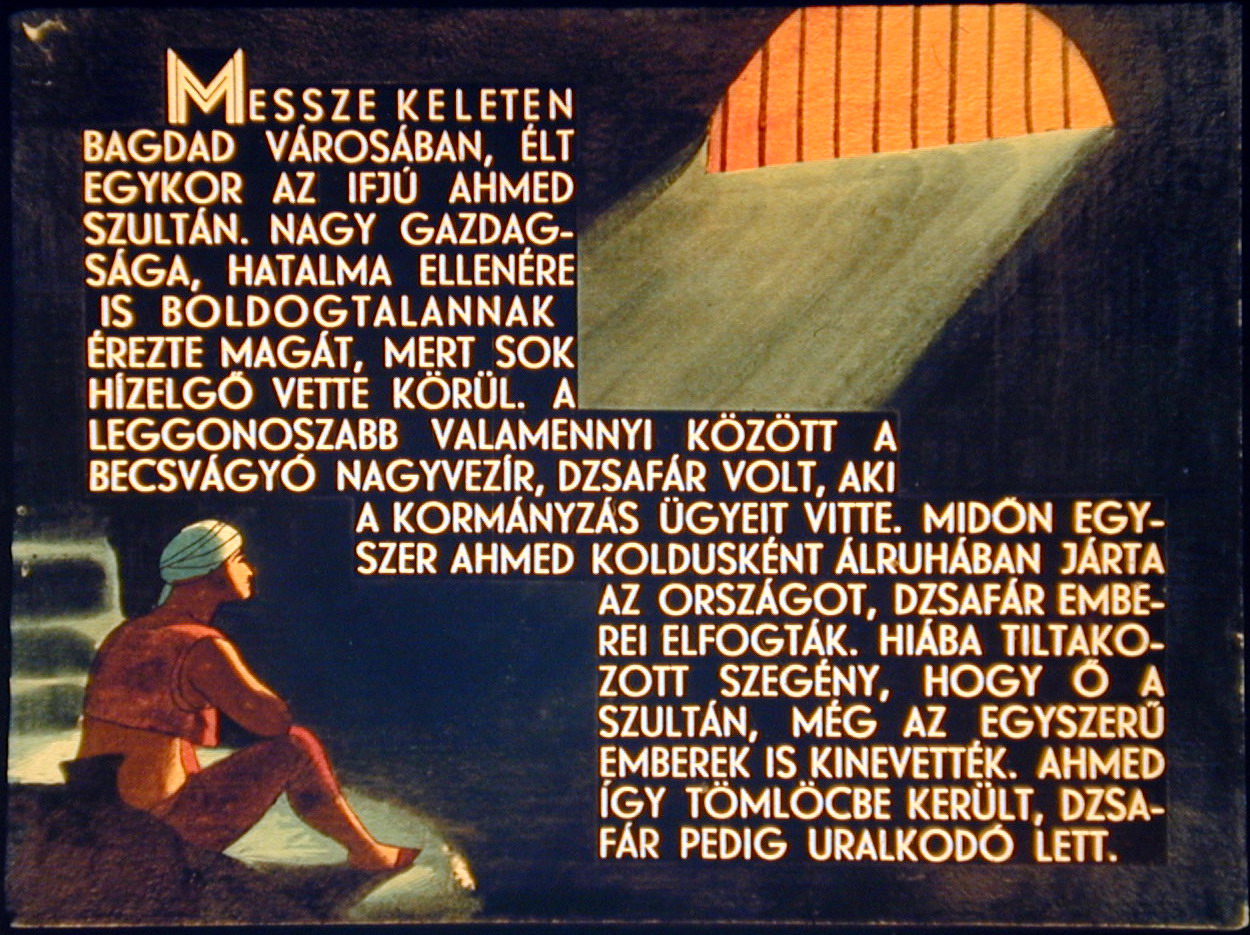 MESSZE KELETEN
BAGDAD VÁROSÁBAN, ÉLT
EGYKOR AZ IFJÚ AHMED
SZULTÁN. NAGY GAZDAG-
SÁGA, HATALMA ELLENÉRE
IS BOLDOGTALANNAK
ÉREZTE MAGÁT, MERT SOK
HÍZELGŐ VETTE KÖRÜL. A
LEGGONOSZABB VALAMENNYI KÖZÖTT A
BECSVÁGYÓ NAGYVEZÍR, DZSAFÁR VOLT, AKI
A KORMÁNYZÁS ÜGYEIT VITTE. MIDŐN EGY-
SZER AHMED KOLDUSKÉNT ÁLRUHÁBAN JÁRTA
AZ ORSZÁGOT, DZSAFÁR EMBE-
REI ELFOGTÁK. HIÁBA TILTAKO-
ZOTT SZEGÉNY, HOGY Ő A
SZULTÁN, MÉG AZ EGYSZERŰ
EMBEREK IS KINEVETTÉK. AHMED
ÍGY TÖMLÖCBE KERÜLT, DZSA-
FÁR PEDIG URALKODÓ LETT.